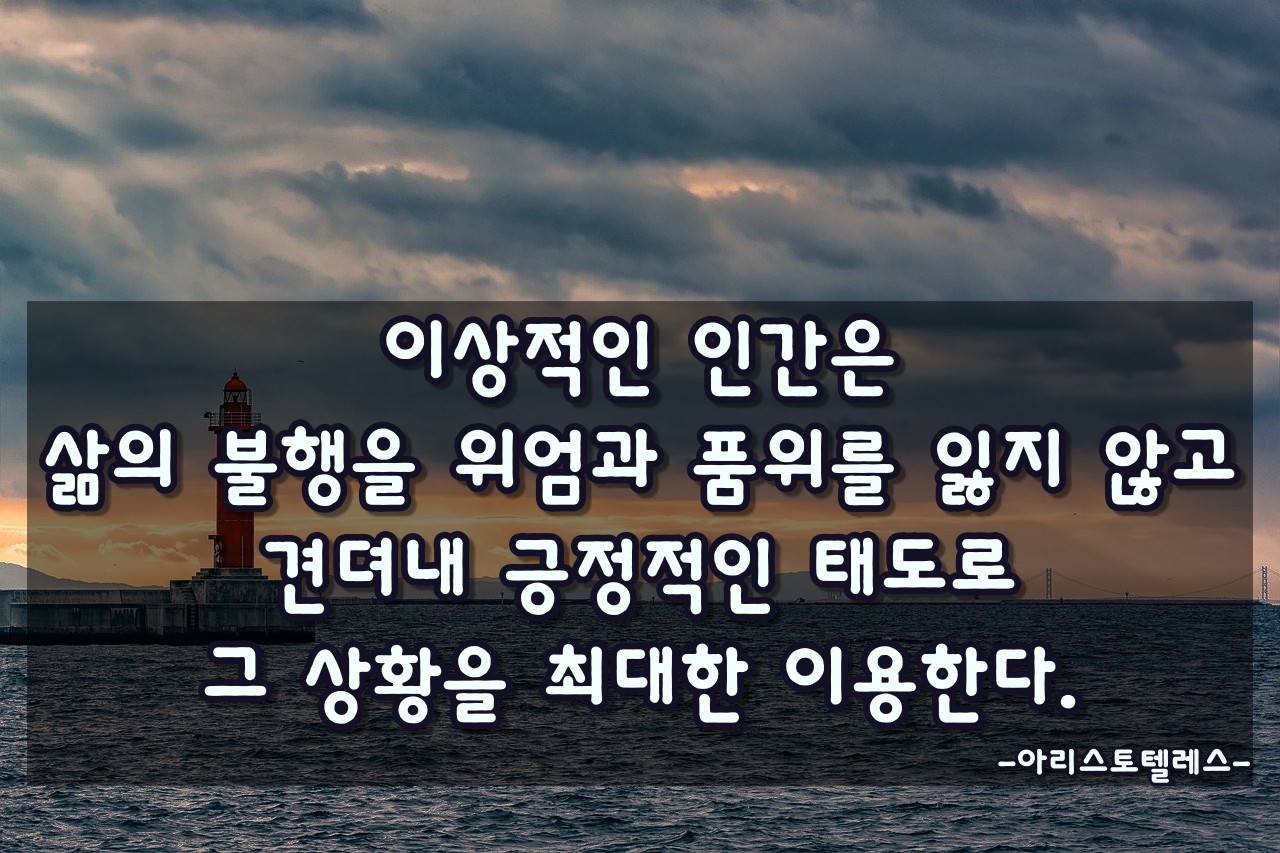 이상적인 인간은
삶의 불행을 위엄과 품위를 잃지 않고
견뎌내 긍정적인 태도로
그 상황을 최대한 이용한다.
-아리스토텔레스-